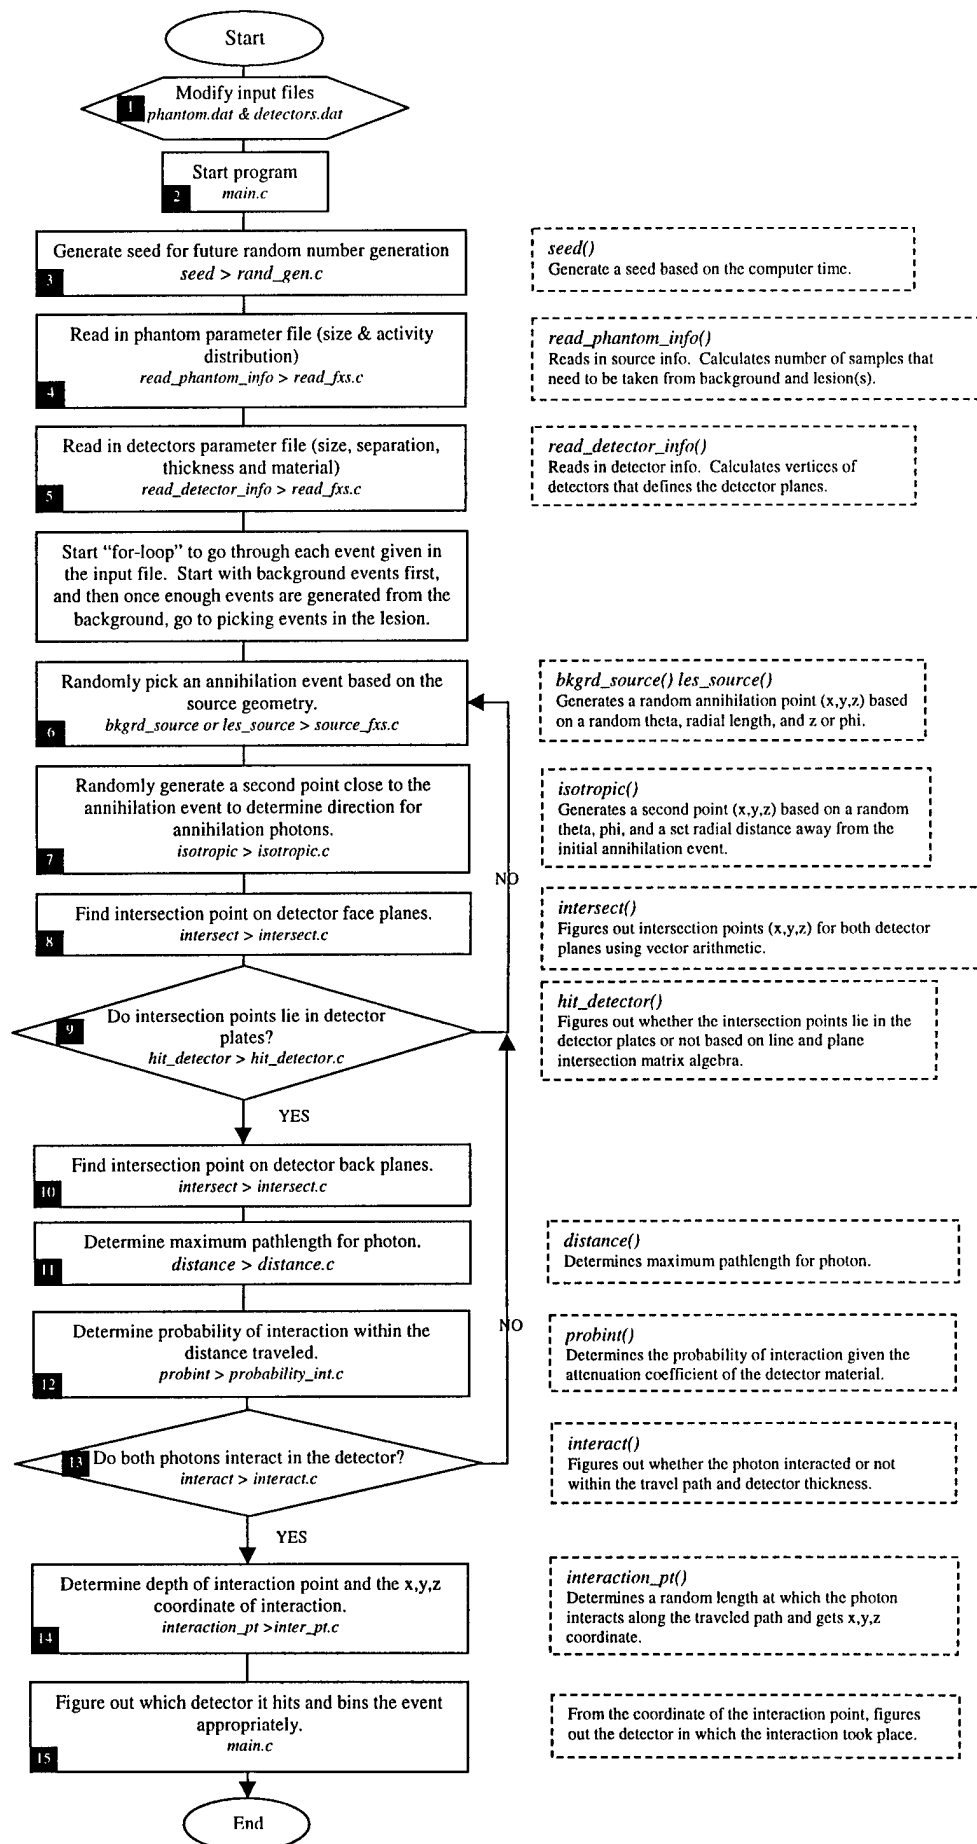 Start
Modify input files
1
phantom.dat & detectors.dat
Start program
2
main.c
Generate seed for future random number generation
3
seed > rand_gen.c
seed()
Generate a seed based on the computer time.
Read in phantom parameter file (size & activity
distribution)
read_phantom_info > read_fxs.c
4
read_phantom_info()
Reads in source info. Calculates number of samples that
need to be taken from background and lesion(s).
Read in detectors parameter file (size, separation,
thickness and material)
read_detector_info > read_fxs.c
5
read_detector_info()
Reads in detector info. Calculates vertices of
detectors that defines the detector planes.
Start “for-loop” to go through each event given in
the input file. Start with background events first,
and then once enough events are generated from the
background, go to picking events in the lesion.
Randomly pick an annihilation event based on the
source geometry.
bkgrd_source or les_source > source_fxs.c
6
bkgrd_source() les_source()
Generates a random annihilation point (x,y,z) based
on a random theta, radial length, and z or phi.
Randomly generate a second point close to the
annihilation event to determine direction for
annihilation photons.
isotropic > isotropic.c
7
isotropic()
Generates a second point (x,y,z) based on a random
theta, phi, and a set radial distance away from the
initial annihilation event.
NO
Find intersection point on detector face planes.
intersect > intersect.c
8
intersect()
Figures out intersection points (x,y,z) for both detector
planes using vector arithmetic.
9
Do intersection points lie in detector
plates?
hit_detector > hit_detector.c
hit_detector()
Figures out whether the intersection points lie in the
detector plates or not based on line and plane
intersection matrix algebra.
YES
Find intersection point on detector back planes.
intersect > intersect.c
10
Determine maximum pathlength for photon.
distance > distance.c
11
distance()
Determines maximum pathlength for photon.
Determine probability of interaction within the
distance traveled.
probint > probability_int.c
12
NO
probint()
Determines the probability of interaction given the
attenuation coefficient of the detector material.
13
Do both photons interact in the detector?
interact > interact.c
interact()
Figures out whether the photon interacted or not
within the travel path and detector thickness.
YES
Determine depth of interaction point and the x,y,z
coordinate of interaction.
interaction_pt >inter_pt.c
14
interaction_pt()
Determines a random length at which the photon
interacts along the traveled path and gets x,y,z
coordinate.
Figure out which detector it hits and bins the event
appropriately.
main.c
15
From the coordinate of the interaction point, figures
out the detector in which the interaction took place.
End